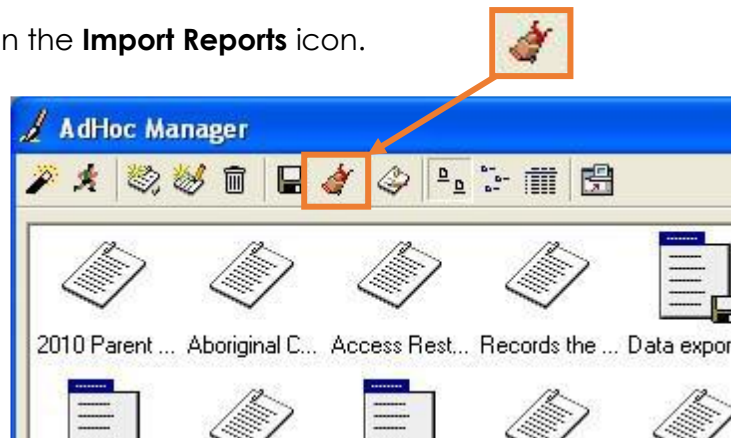 n the Import Reports icon.
AdHoc Manager
2010 Parent ... Aboriginal C... Access Rest... Records the ... Data expor